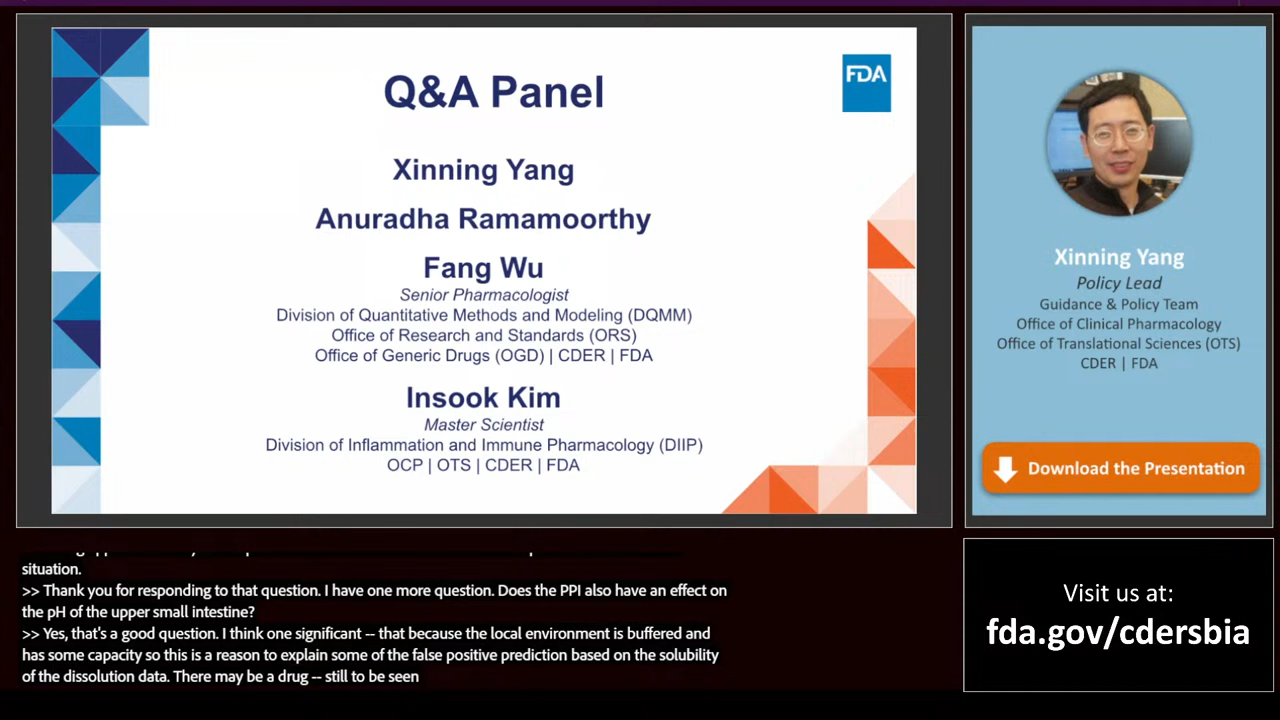 Q&A Panel
FDA
Xinning Yang
Anuradha Ramamoorthy
Fang Wu
Senior Pharmacologist
Division of Quantitative Methods and Modeling (DQMM)
Office of Research and Standards (ORS)
Office of Generic Drugs (OGD) | CDER | FDA
Insook Kim
Master Scientist
Division of Inflammation and Immune Pharmacology (DIIP)
OCP | OTS | CDER | FDA
Xinning Yang
Policy Lead
Guidance & Policy Team
Office of Clinical Pharmacology
Office of Translational Sciences (OTS)
CDER | FDA
Download the Presentation
situation.
>> Thank you for responding to that question. I have one more question. Does the PPI also have an effect on
the pH of the upper small intestine?
>> Yes, that's a good question. I think one significant -- that because the local environment is buffered and
has some capacity so this is a reason to explain some of the false positive prediction based on the solubility
of the dissolution data. There may be a drug -- still to be seen
Visit us at:
fda.gov/cdersbia